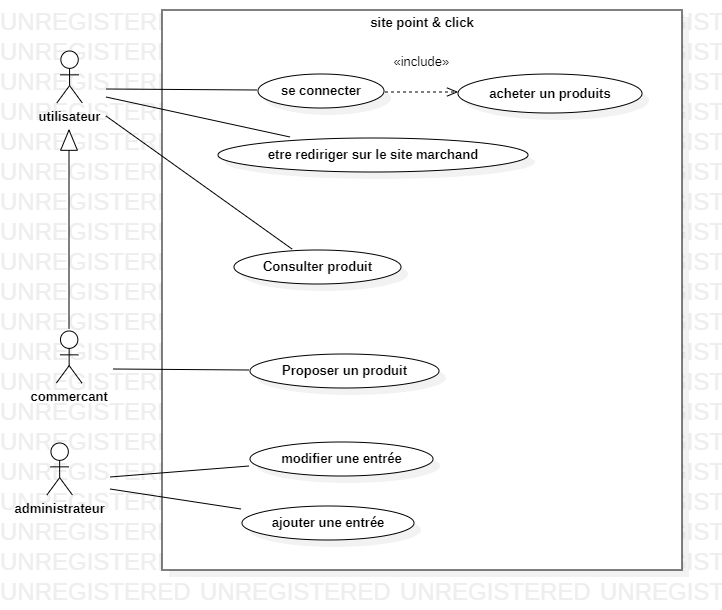 site point & click
«include»
se connecter
acheter un produits
utilisateur
etre rediriger sur le site marchand
Consulter produit
Proposer un produit
commercant
modifier une entrée
administrateur
ajouter une entrée
UNREGISTERED UNREGISTERED UNREGISTERED UNREGIST